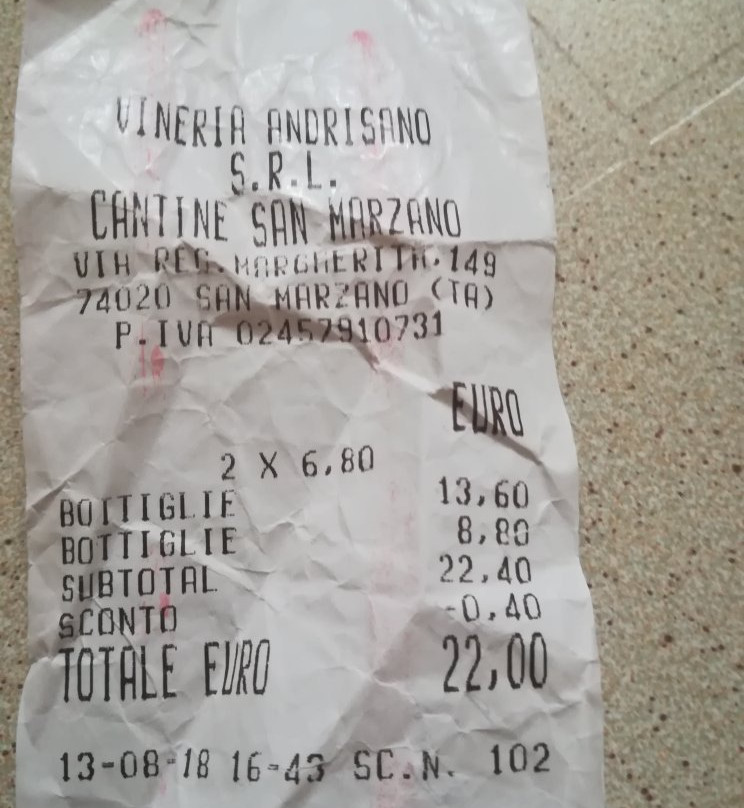 VINERIA ANDRISANO
S.R.L.
CANTINE SAN MARZANO
VIA REG.MARGHERITA.149
74020 SAN MARZANO (TA)
P.IVA 02457910731
EURO
2 X 6,80
BOTTIGLIE 13,60
BOTTIGLIE 8,80
SUBTOTAL 22,40
SCONTO -0,40
TOTALE EURO 22,00
13-08-18 16-43 SC.N. 102